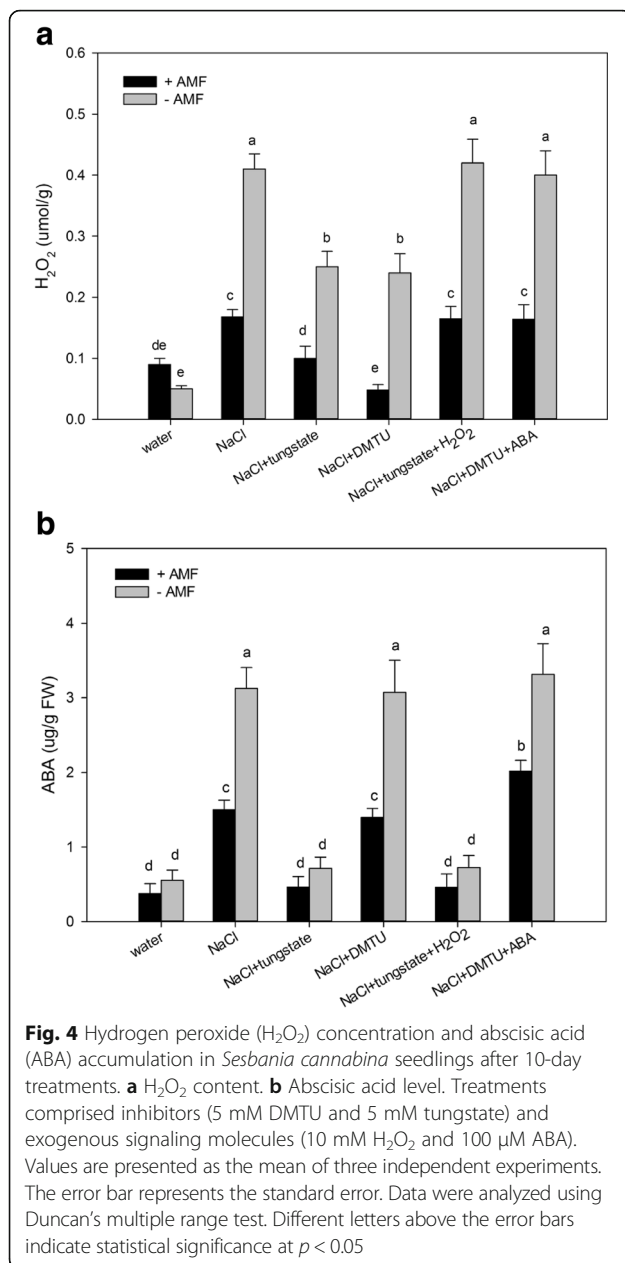 a
0.6
0.5
0.4
0.3
0.2
0.1
0.0
H₂O₂ (umol/g)
+ AMF
- AMF
de
e
c
a
d
b
e
b
c
a
c
a
water
NaCl
NaCl+tungstate
NaCl+DMTU
NaCl+tungstate+H₂O₂
NaCl+DMTU+ABA
b
5
4
3
2
1
0
ABA (ug/g FW)
+ AMF
- AMF
d
d
c
a
d
d
c
a
d
d
b
a
water
NaCl
NaCl+tungstate
NaCl+DMTU
NaCl+tungstate+H2O2
NaCl+DMTU+ABA
Fig. 4 Hydrogen peroxide (H₂O₂) concentration and abscisic acid
(ABA) accumulation in Sesbania cannabina seedlings after 10-day
treatments. a H₂O₂ content. b Abscisic acid level. Treatments
comprised inhibitors (5 mM DMTU and 5 mM tungstate) and
exogenous signaling molecules (10 mM H₂O₂ and 100 μM ABA).
Values are presented as the mean of three independent experiments.
The error bar represents the standard error. Data were analyzed using
Duncan's multiple range test. Different letters above the error bars
indicate statistical significance at p < 0.05